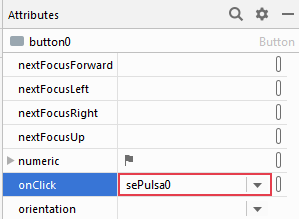 Attributes
button0 Button
nextFocusForward
nextFocusLeft
nextFocusRight
nextFocusUp
numeric
onClick sePulsa0
orientation